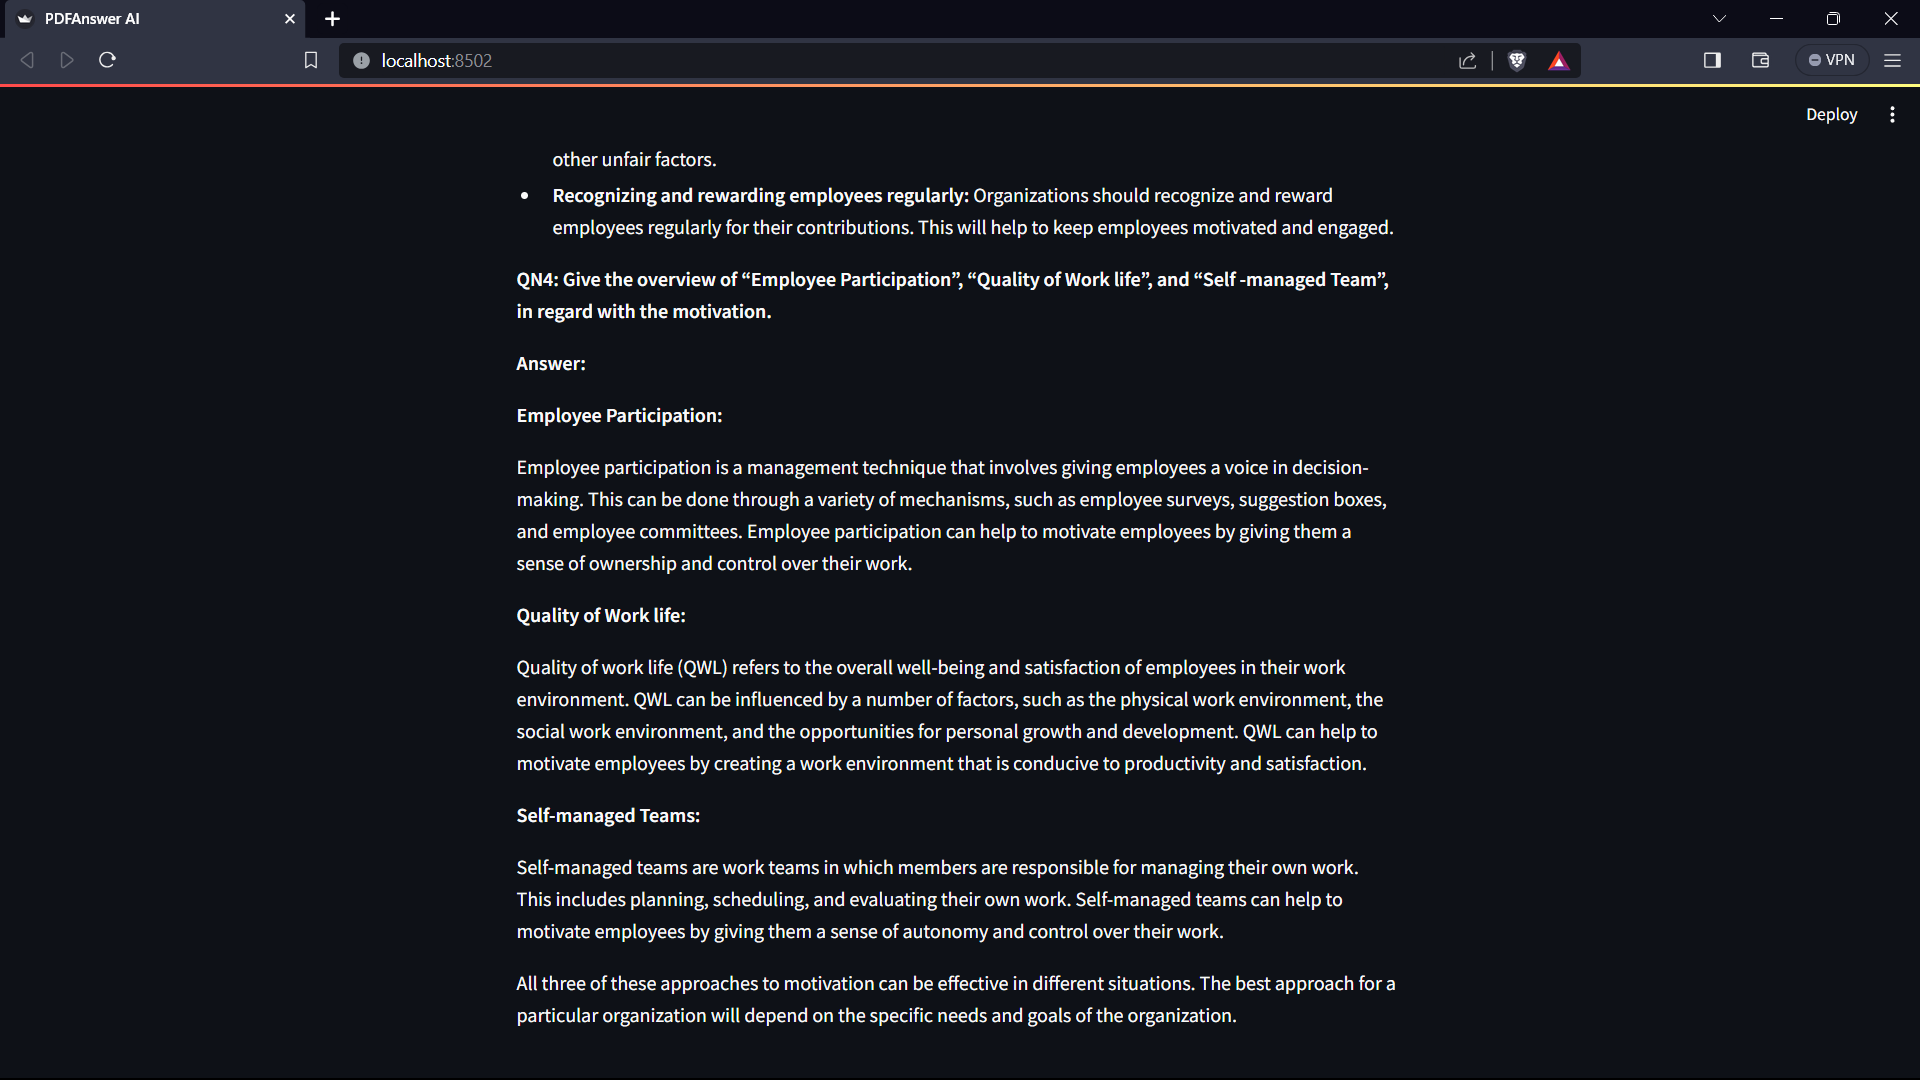 PDFAnswer AI
localhost:8502
VPN
Deploy
other unfair factors.
• Recognizing and rewarding employees regularly: Organizations should recognize and reward
employees regularly for their contributions. This will help to keep employees motivated and engaged.
QN4: Give the overview of “Employee Participation”, “Quality of Work life”, and “Self -managed Team”,
in regard with the motivation.
Answer:
Employee Participation:
Employee participation is a management technique that involves giving employees a voice in decision-
making. This can be done through a variety of mechanisms, such as employee surveys, suggestion boxes,
and employee committees. Employee participation can help to motivate employees by giving them a
sense of ownership and control over their work.
Quality of Work life:
Quality of work life (QWL) refers to the overall well-being and satisfaction of employees in their work
environment. QWL can be influenced by a number of factors, such as the physical work environment, the
social work environment, and the opportunities for personal growth and development. QWL can help to
motivate employees by creating a work environment that is conducive to productivity and satisfaction.
Self-managed Teams:
Self-managed teams are work teams in which members are responsible for managing their own work.
This includes planning, scheduling, and evaluating their own work. Self-managed teams can help to
motivate employees by giving them a sense of autonomy and control over their work.
All three of these approaches to motivation can be effective in different situations. The best approach for a
particular organization will depend on the specific needs and goals of the organization.